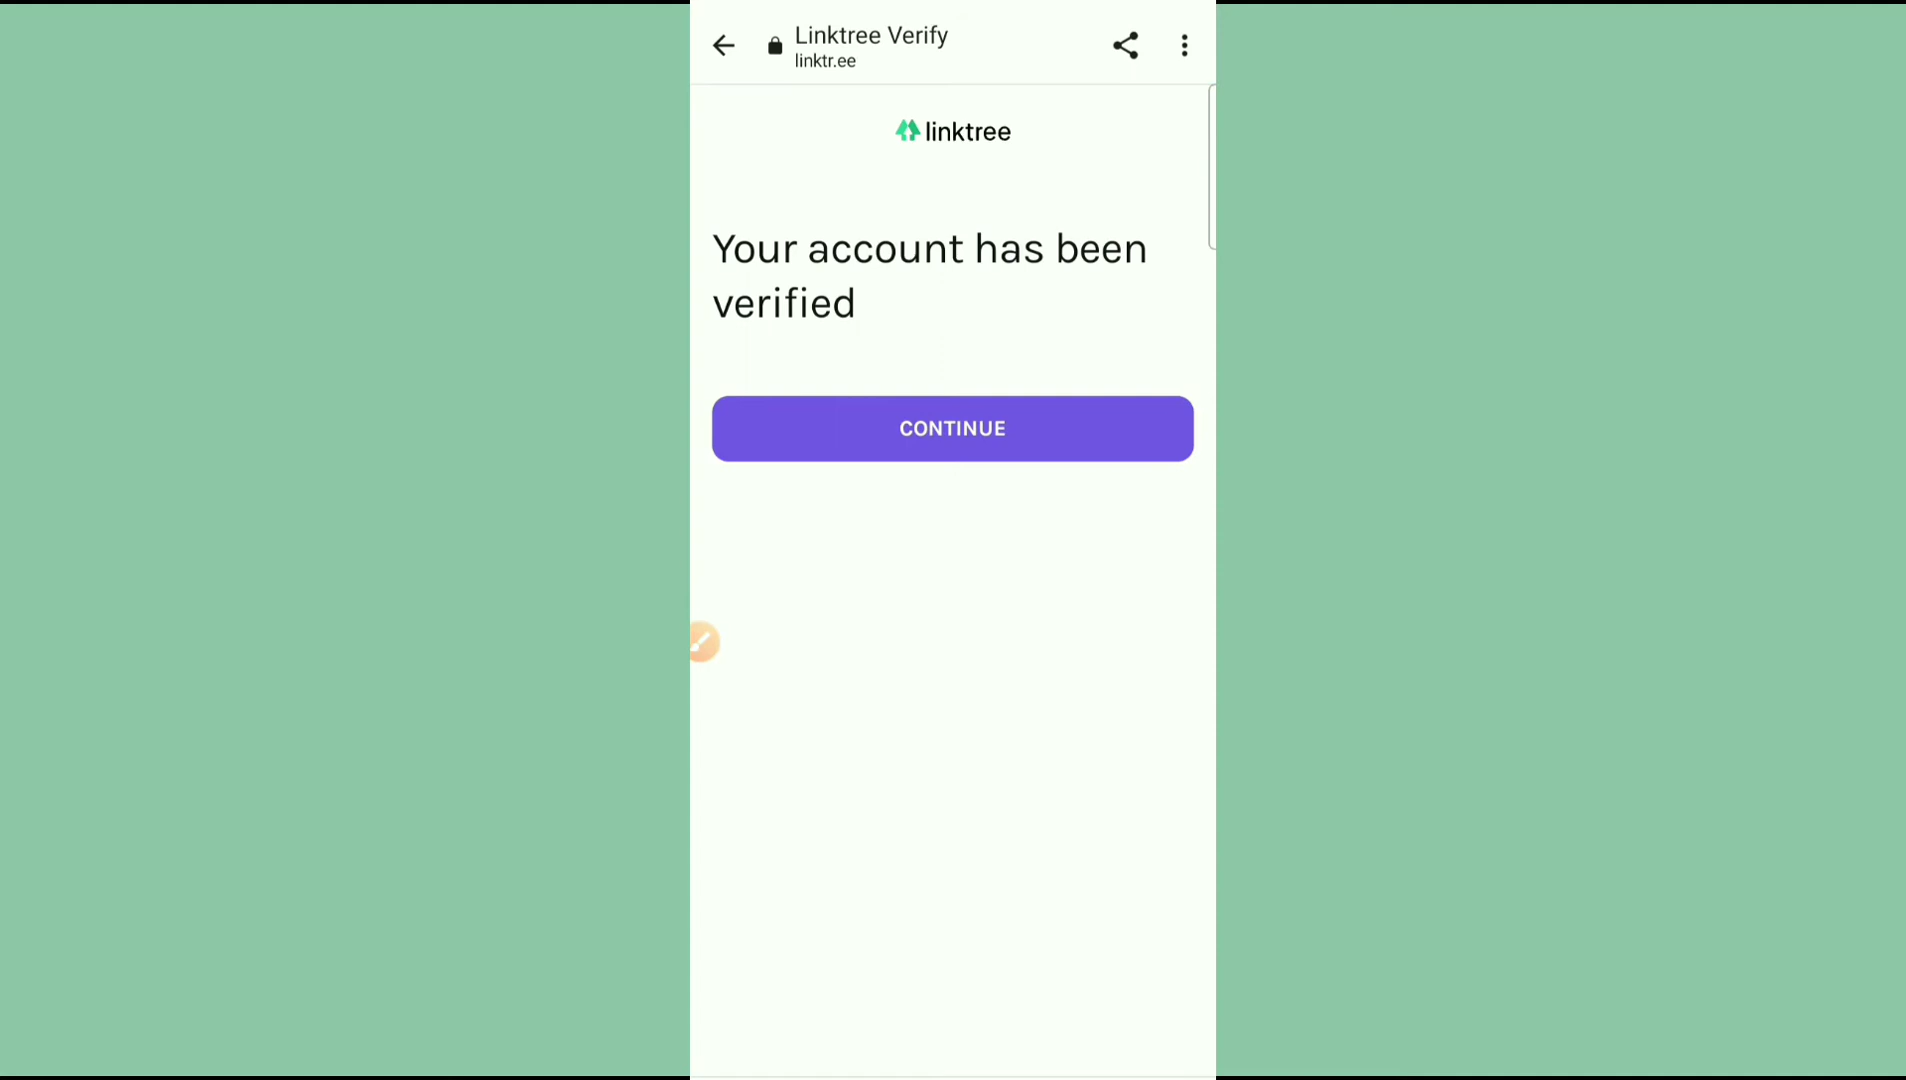 Linktree Verify
linktr.ee
linktree
Your account has been
verified
CONTINUE